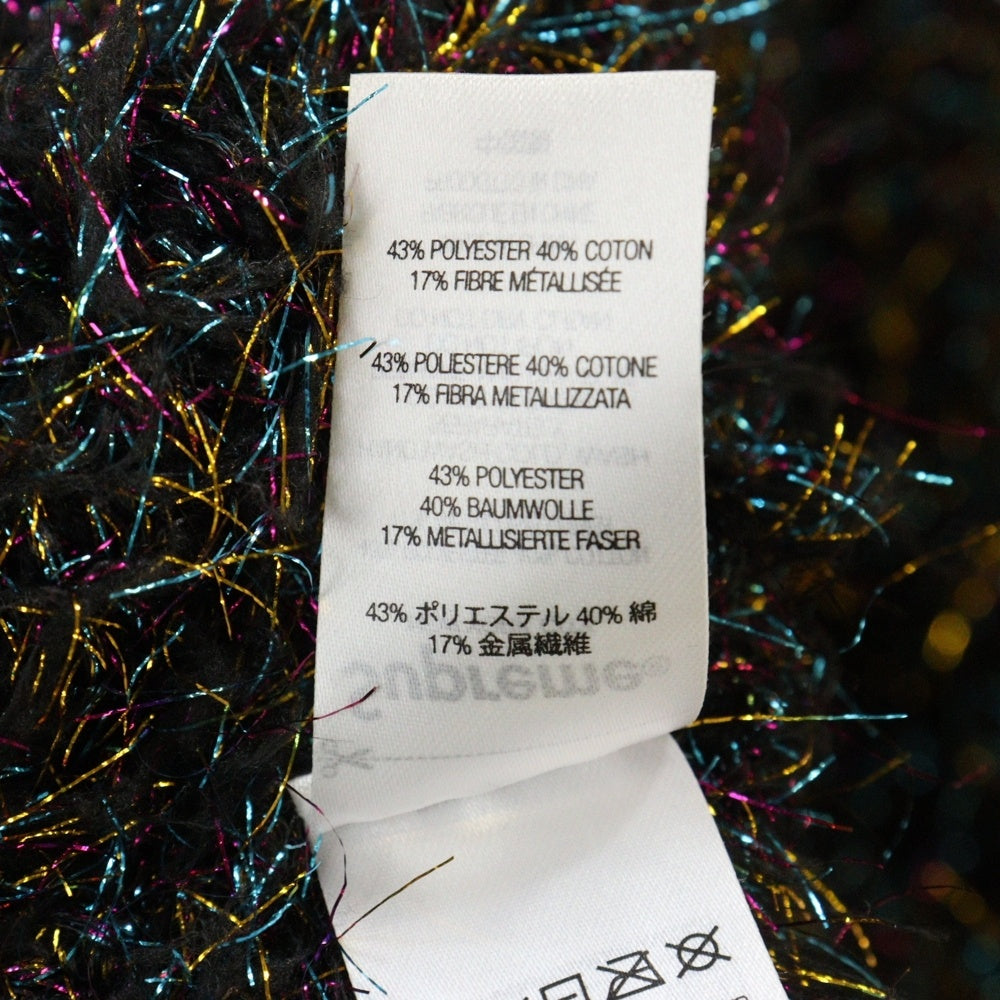 43% POLYESTER 40% COTON
17% FIBRE MÉTALLISÉE
43% POLIESTERE 40% COTONE
17% FIBRA METALLIZZATA
43% POLYESTER
40% BAUMWOLLE
17% METALLISIERTE FASER
43% ポリエステル 40% 綿
17% 金属繊維
Supreme®